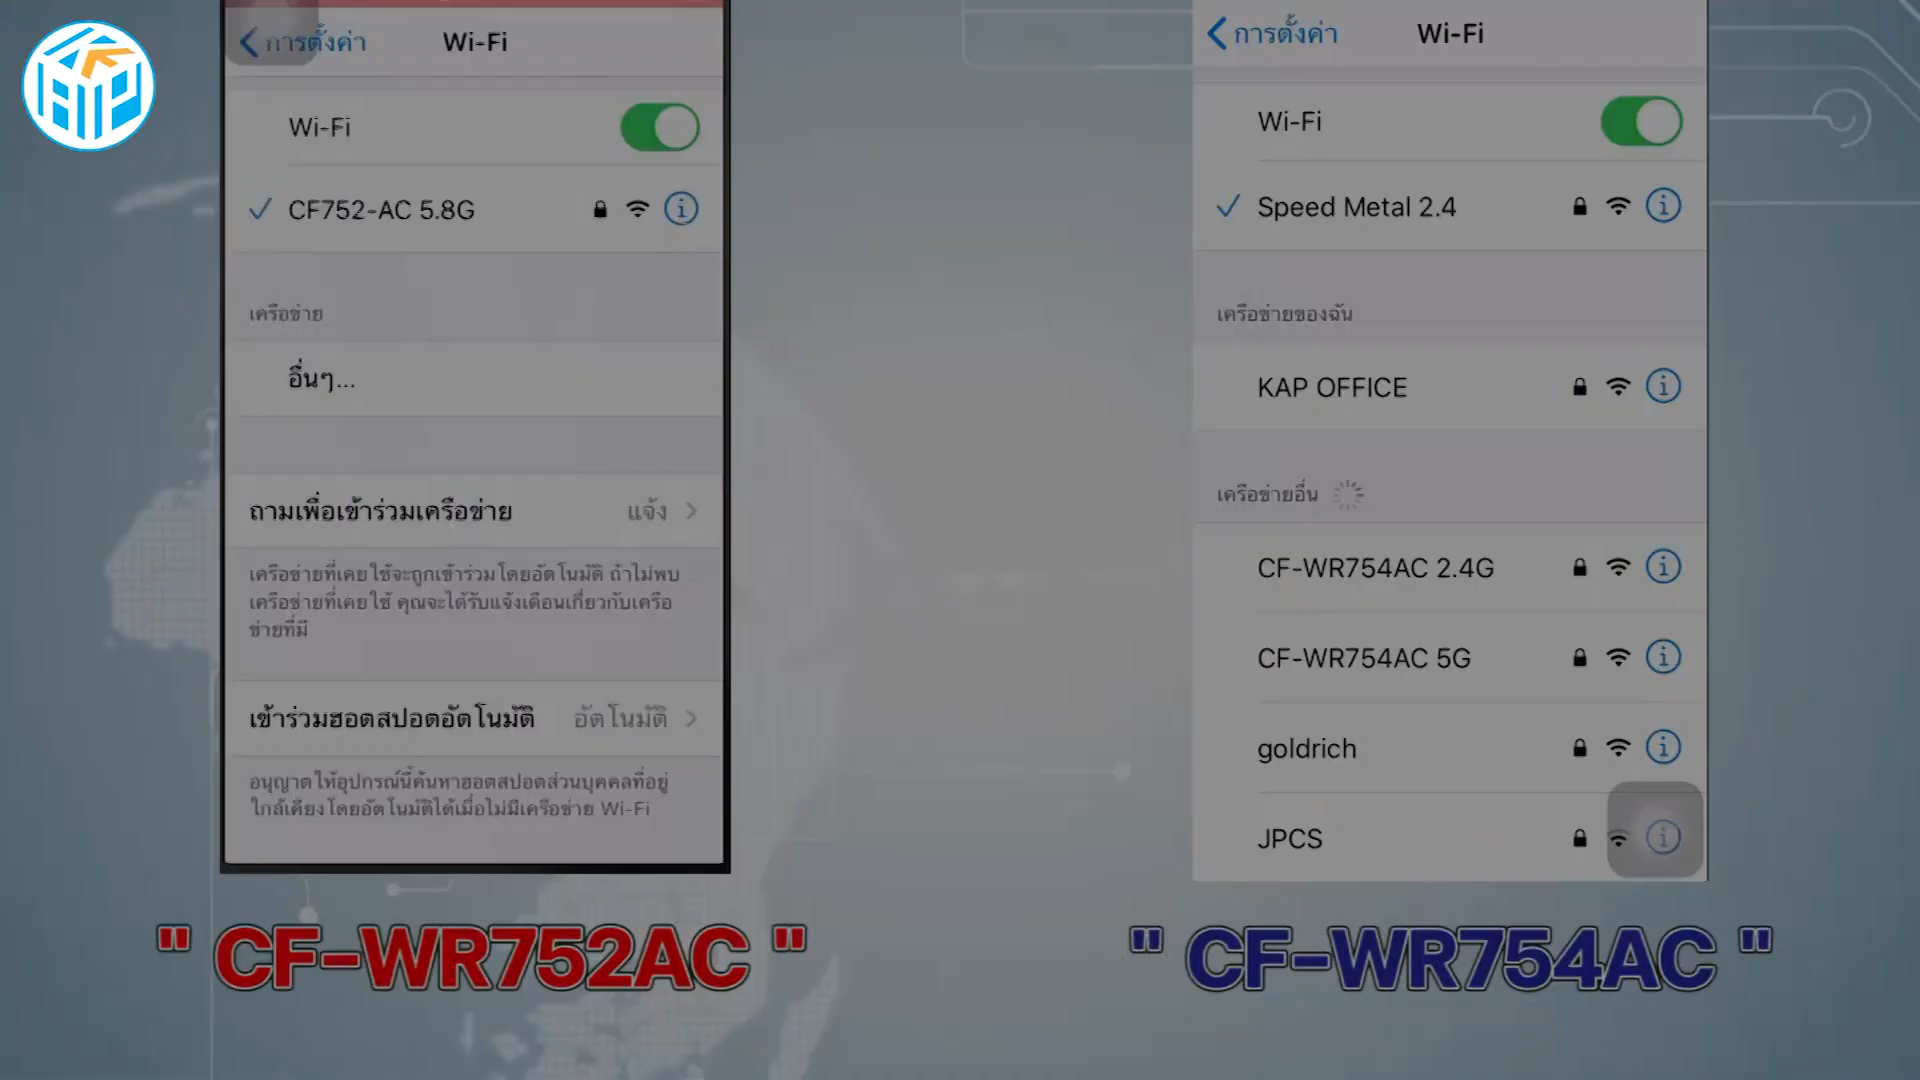 การตั้งค่า
Wi-Fi
Wi-Fi
CF752-AC 5.8G
เครือข่าย
อื่นๆ...
ถามเพื่อเข้าร่วมเครือข่าย
แจ้ง
เครือข่ายที่เคยใช้จะถูกเข้าร่วมโดยอัตโนมัติ ถ้าไม่พบ
เครือข่ายที่เคยใช้ คุณจะได้รับแจ้งเตือนเกี่ยวกับเครือ
ข่ายที่มี
เข้าร่วมฮอตสปอตอัตโนมัติ
อัตโนมัติ
อนุญาตให้อุปกรณ์นี้ค้นหาฮอตสปอตส่วนบุคคลที่อยู่
ใกล้เคียงโดยอัตโนมัติได้เมื่อไม่มีเครือข่าย Wi-Fi
" CF-WR752AC "
การตั้งค่า
Wi-Fi
Wi-Fi
Speed Metal 2.4
เครือข่ายของฉัน
KAP OFFICE
เครือข่ายอื่น
CF-WR754AC 2.4G
CF-WR754AC 5G
goldrich
JPCS
" CF-WR754AC "